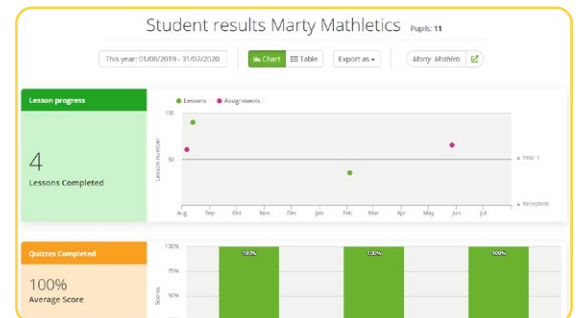 Student results Marty Mathletics Pupils: 11
This year: 01/08/2019 - 31/07/2020 Chart Table Export as Marty Mathleti
Lesson progress
4
Lessons Completed
Lessons Assignments
100
50
Lesson number
Year 1
Reception
Aug Sep Oct Nov Dec Jan Feb Mar Apr May Jun Jul
Quizzes Completed
100%
Average Score
100%
75%
50%
Scores
100% 100% 100%